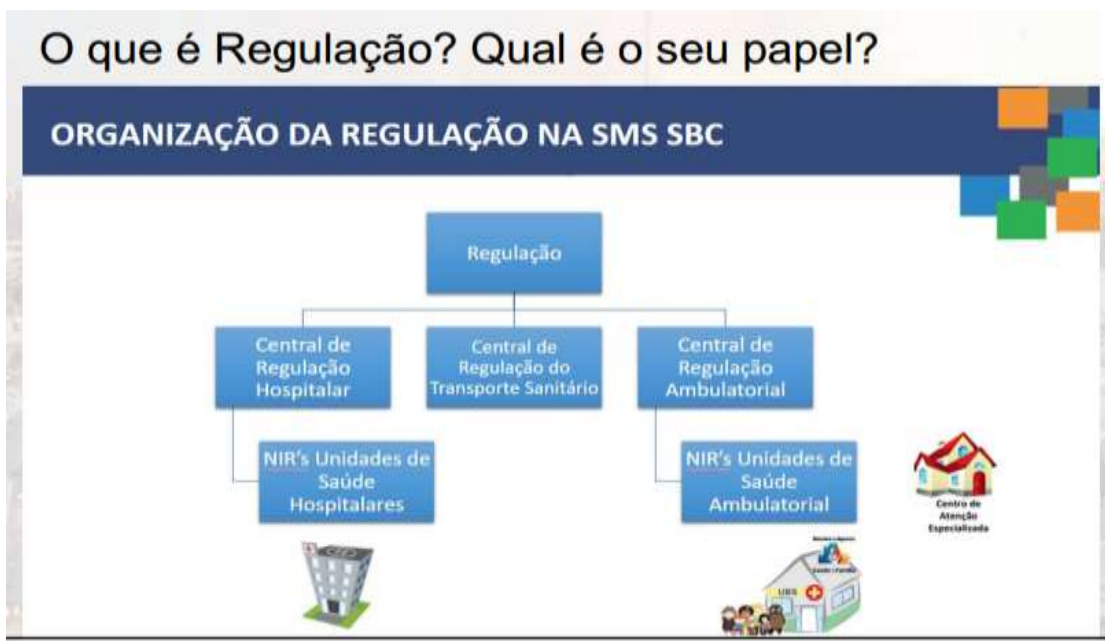 O que é Regulação? Qual é o seu papel?
ORGANIZAÇÃO DA REGULAÇÃO NA SMS SBC
Regulação
Central de
Regulação
Hospitalar
Central de
Regulação do
Transporte Sanitário
Central de
Regulação
Ambulatorial
NIR's Unidades de
Saúde
Hospitalares
NIR's Unidades de
Saúde
Ambulatorial
Centro de
Atenção
Especializada
UBS